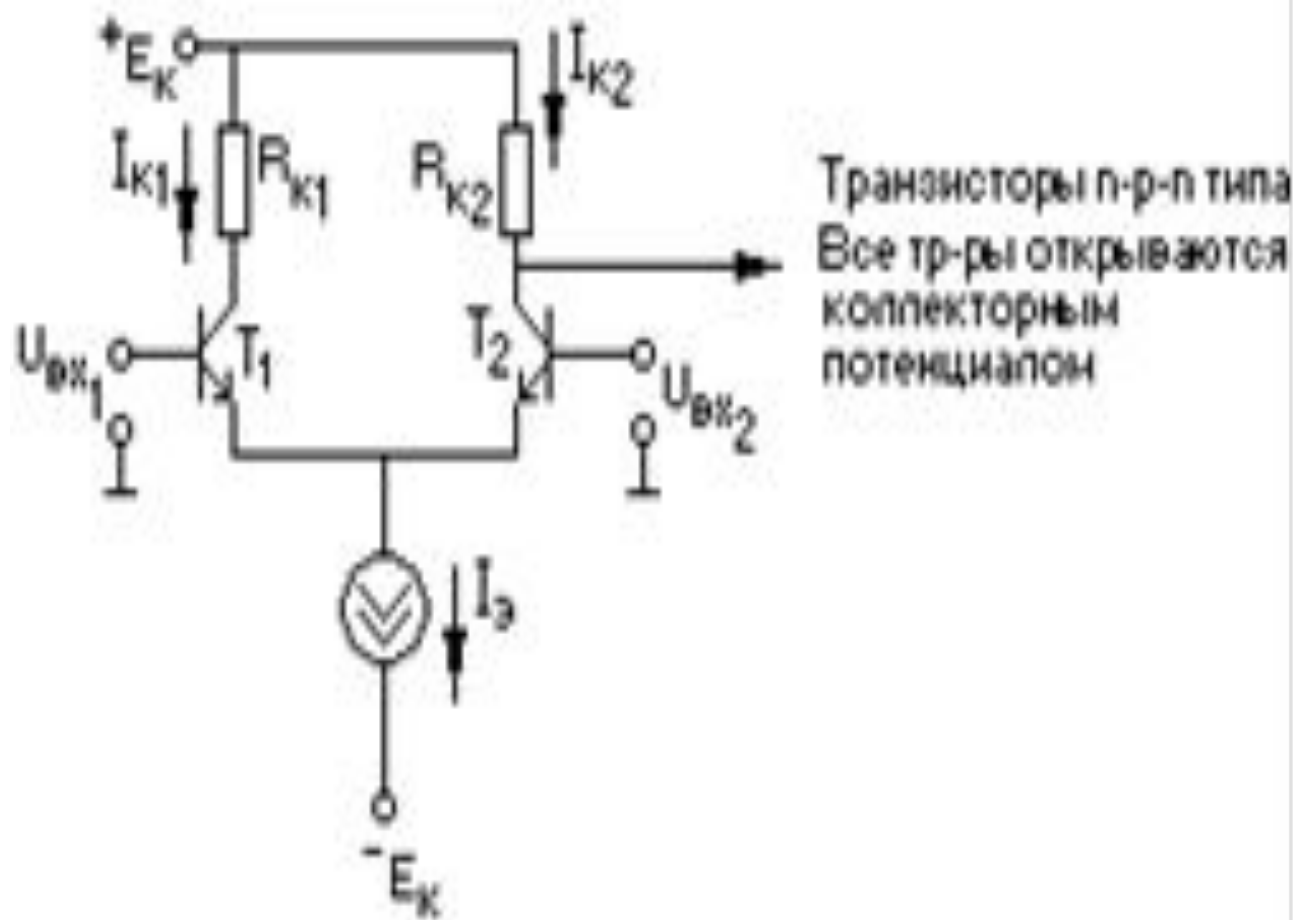 +Eк
Iк1
Rк1
Rк2
Iк2
Транзисторы n-p-n типа
Все тр-ры открываются
коллекторным
потенциалом
Uвх1
T1
T2
Uвх2
Iэ
-Eк